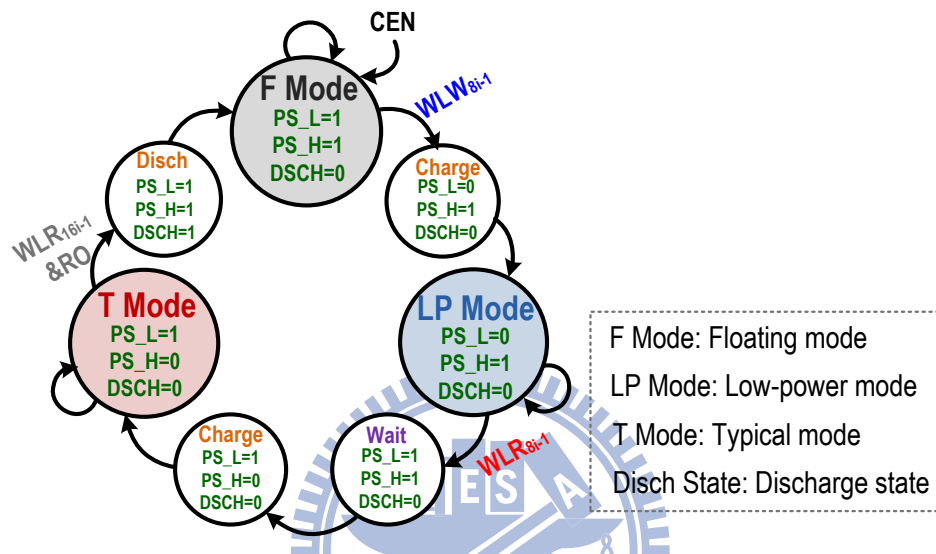 CEN
F Mode
PS_L=1
PS_H=1
DSCH=0
WLW8i-1
Charge
PS_L=0
PS_H=1
DSCH=0
LP Mode
PS_L=0
PS_H=1
DSCH=0
WLR8i-1
Wait
PS_L=1
PS_H=1
DSCH=0
Charge
PS_L=1
PS_H=0
DSCH=0
T Mode
PS_L=1
PS_H=0
DSCH=0
WLR16i-1
&RO
Disch
PS_L=1
PS_H=1
DSCH=1
F Mode: Floating mode
LP Mode: Low-power mode
T Mode: Typical mode
Disch State: Discharge state
ES
A
8